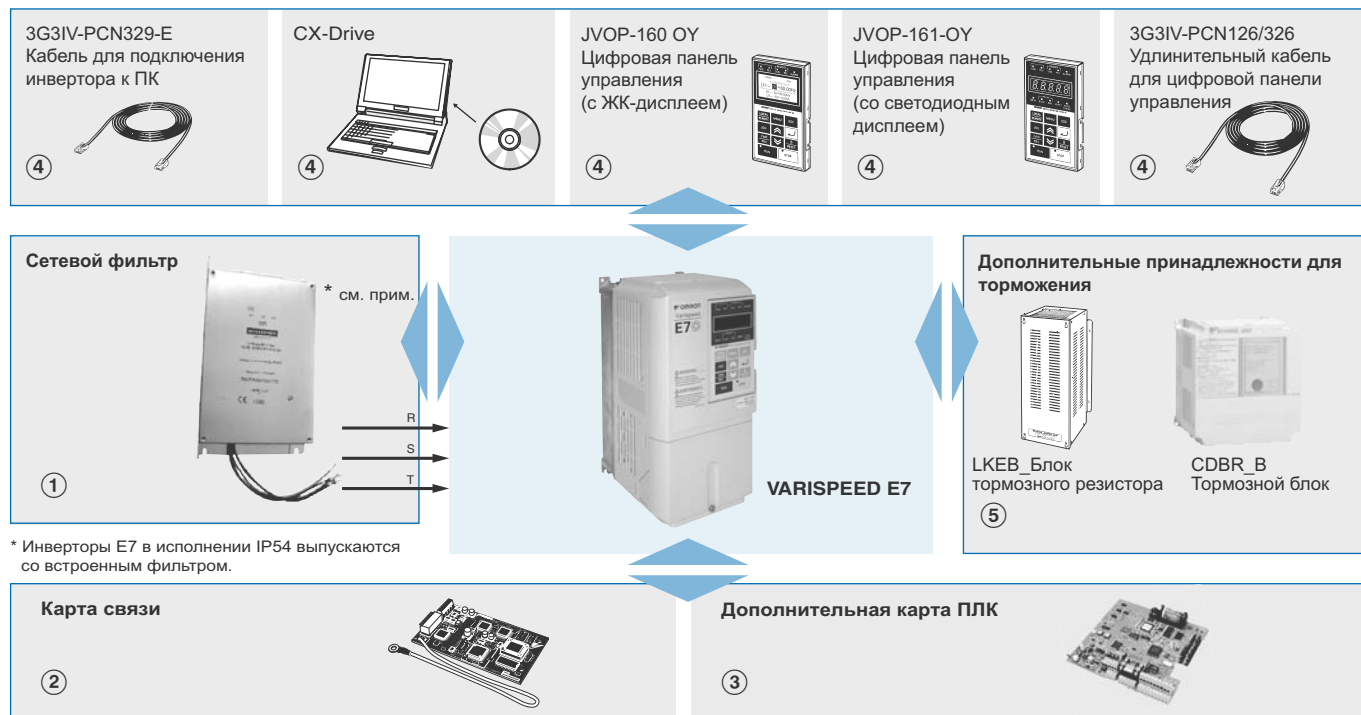 3G3IV-PCN329-E
Кабель для подключения
инвертора к ПК
4
CX-Drive
4
JVOP-160 OY
Цифровая панель
управления
(с ЖК-дисплеем)
4
JVOP-161-OY
Цифровая панель
управления
(со светодиодным
дисплеем)
4
3G3IV-PCN126/326
Удлинительный кабель
для цифровой панели
управления
4
Сетевой фильтр
* см. прим.
R
S
T
1
OMRON
Varispeed
E7
VARISPEED E7
Дополнительные принадлежности для
торможения
LKEB_Блок
тормозного резистора
5
CDBR_B
Тормозной блок
* Инверторы E7 в исполнении IP54 выпускаются
со встроенным фильтром.
Карта связи
2
Дополнительная карта ПЛК
3